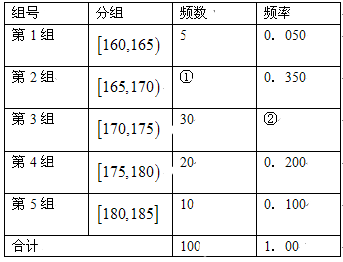 组号 分组 频数 频率
第 1 组 [160,165) 5 0. 050
第 2 组 [165,170) ① 0. 350
第 3 组 [170,175) 30 ②
第 4 组 [175,180) 20 0. 200
第 5 组 [180,185] 10 0. 100
合计 100 1. 00